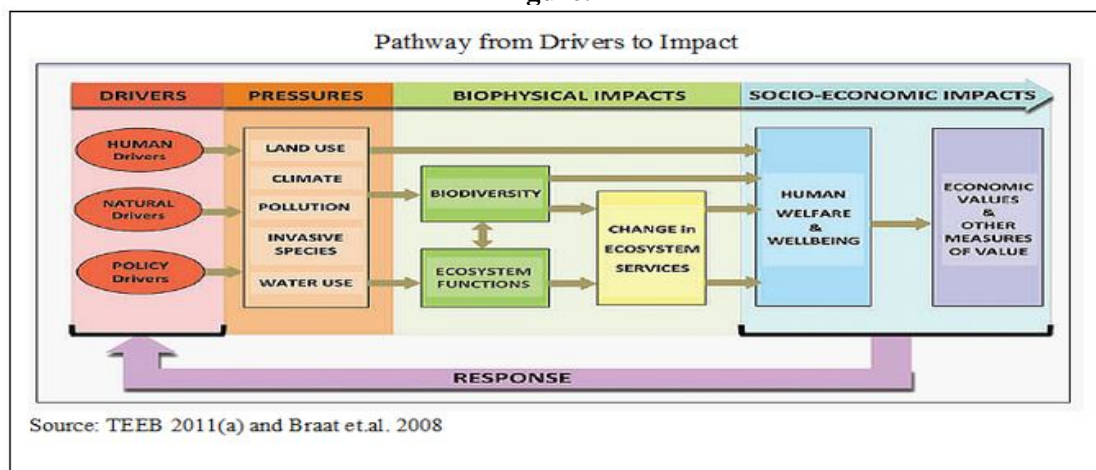 Pathway from Drivers to Impact
DRIVERS
PRESSURES
BIOPHYSICAL IMPACTS
SOCIO-ECONOMIC IMPACTS
HUMAN
Drivers
NATURAL
Drivers
POLICY
Drivers
LAND USE
CLIMATE
POLLUTION
INVASIVE
SPECIES
WATER USE
BIODIVERSITY
ECOSYSTEM
FUNCTIONS
CHANGE in
ECOSYSTEM
SERVICES
HUMAN
WELFARE
&
WELLBEING
ECONOMIC
VALUES
&
OTHER
MEASURES
OF VALUE
RESPONSE
Source: TEEB 2011(a) and Braat et.al. 2008